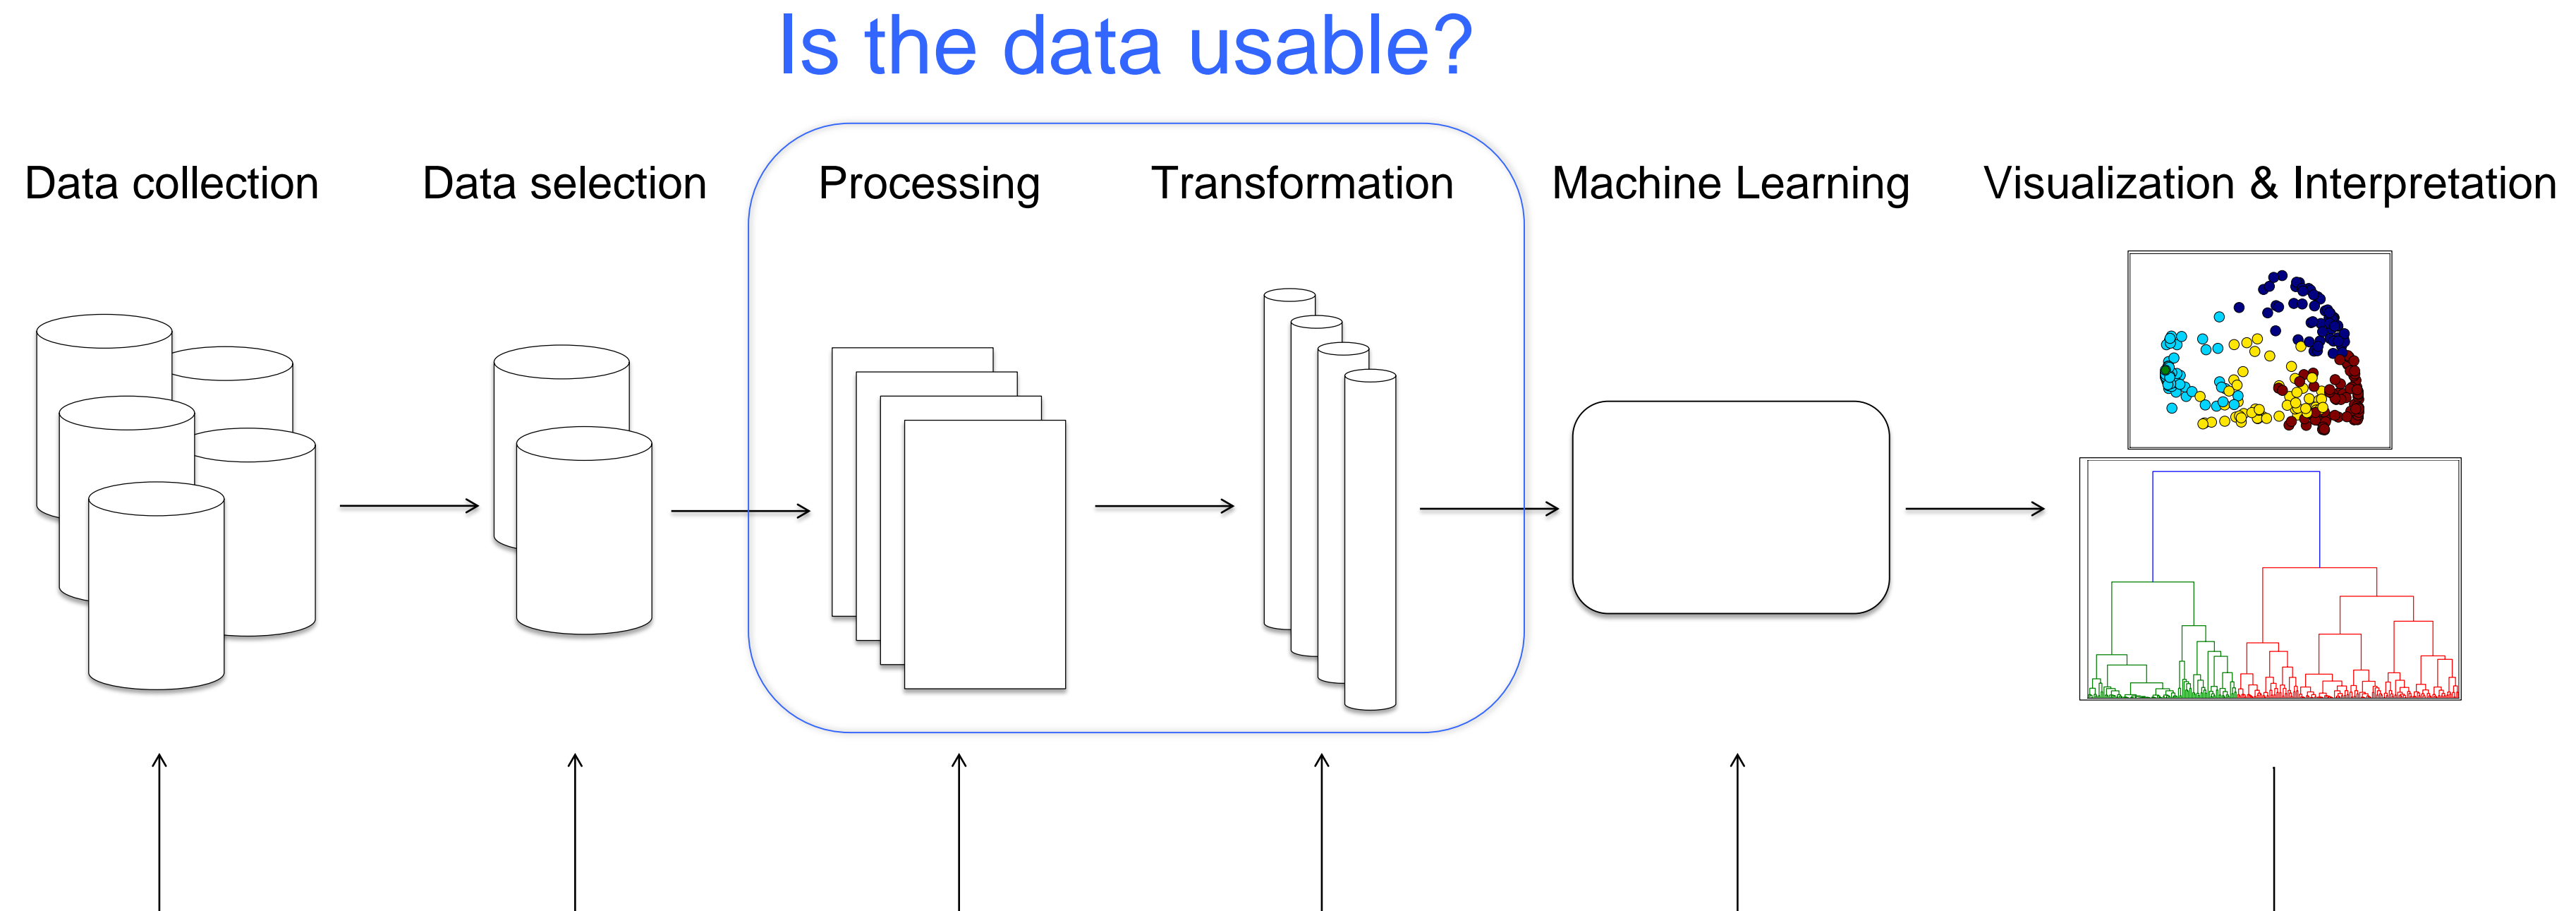 Is the data usable?
Data collection
Data selection
Processing
Transformation
Machine Learning
Visualization & Interpretation